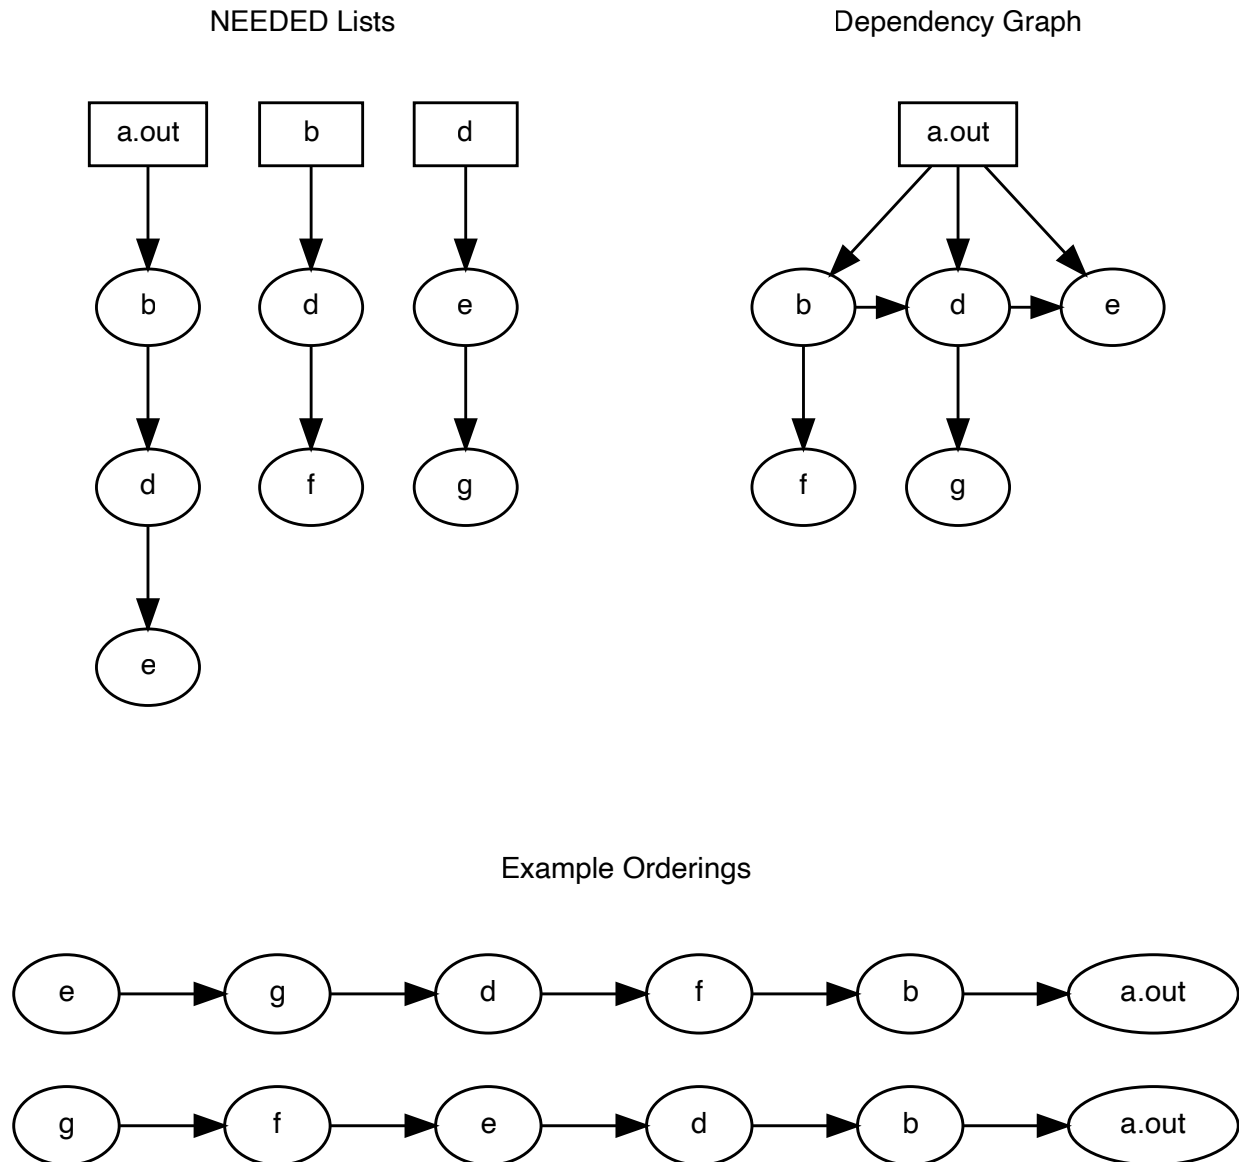 NEEDED Lists
Dependency Graph
a.out b d
a.out
b d e
b d e
d f g
f g
e
Example Orderings
e g d f b a.out
g f e d b a.out